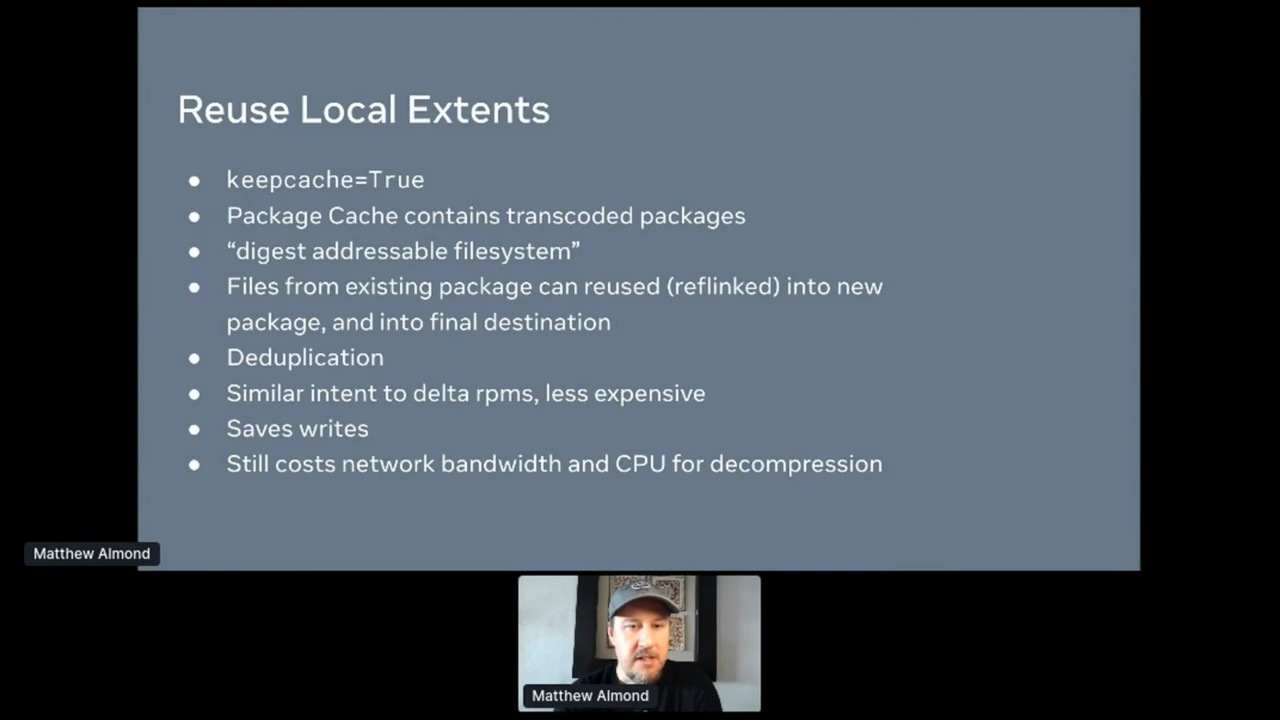 Reuse Local Extents
● keepcache=True
● Package Cache contains transcoded packages
● “digest addressable filesystem”
● Files from existing package can reused (reflinked) into new
package, and into final destination
● Deduplication
● Similar intent to delta rpms, less expensive
● Saves writes
● Still costs network bandwidth and CPU for decompression
Matthew Almond
Matthew Almond